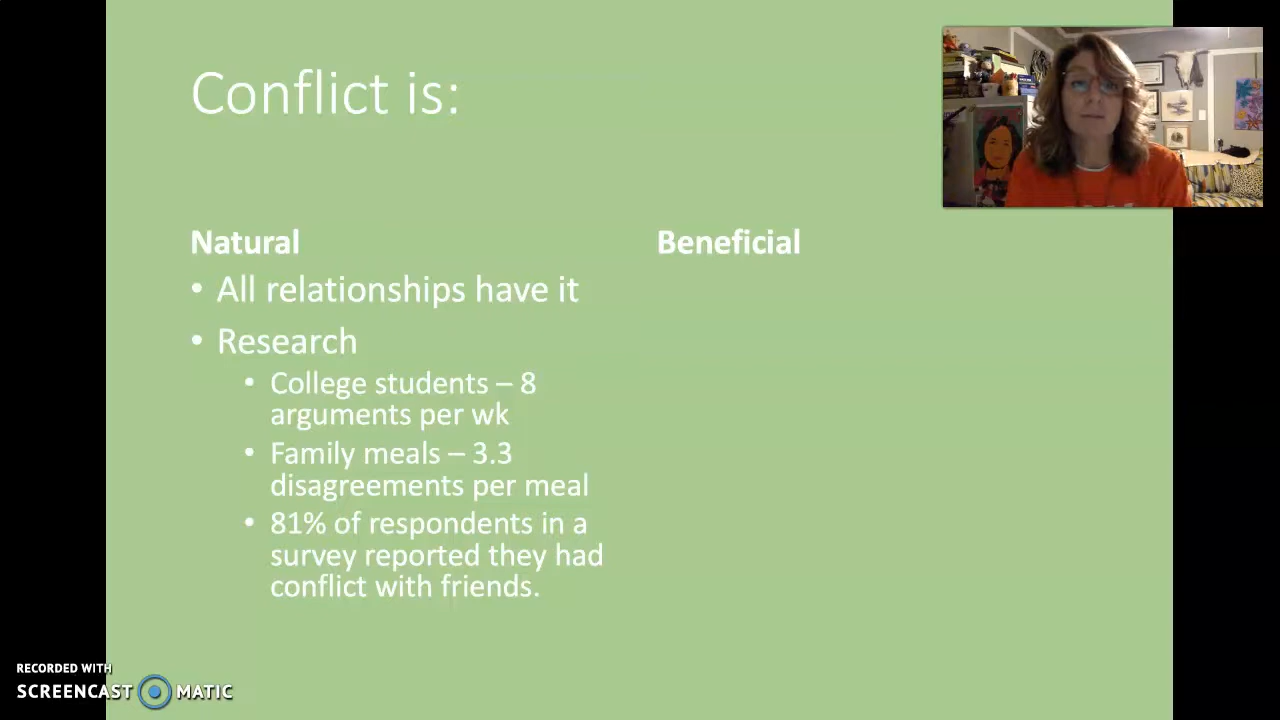 Conflict is:
Natural
• All relationships have it
• Research
• College students – 8
arguments per wk
• Family meals – 3.3
disagreements per meal
• 81% of respondents in a
survey reported they had
conflict with friends.
Beneficial
RECORDED WITH
SCREENCAST MATIC